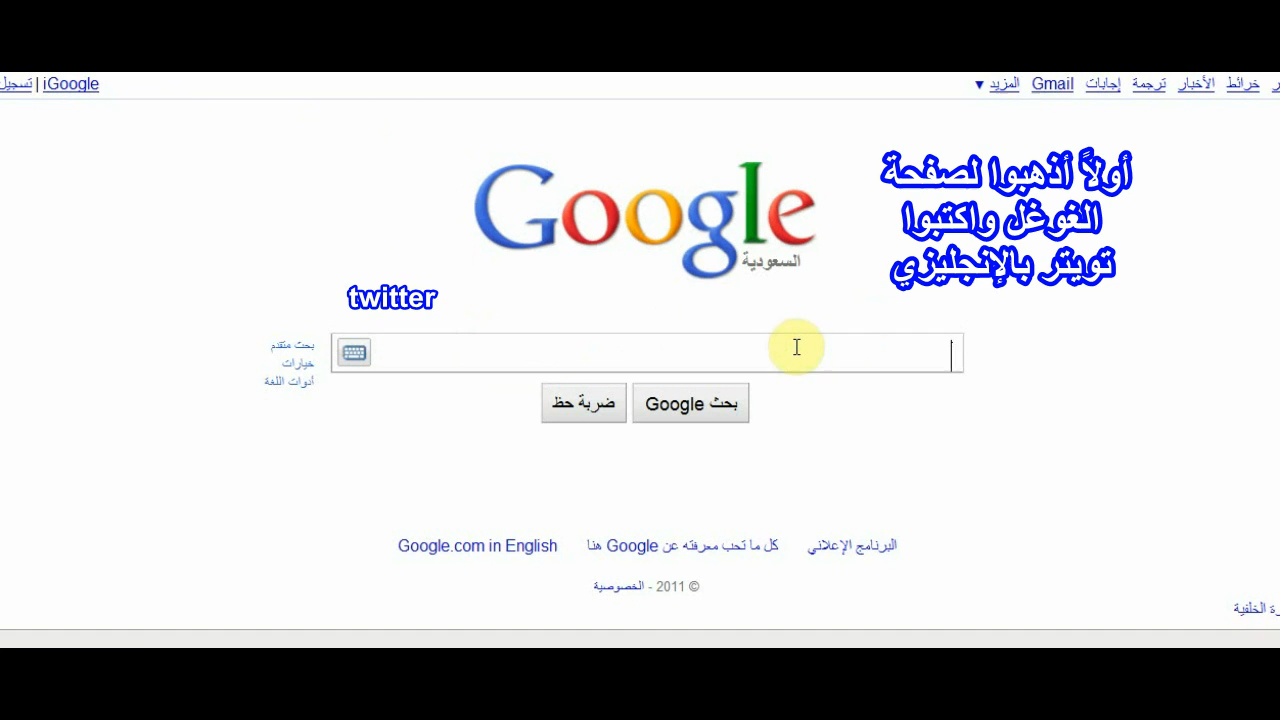 تسجيل | iGoogle
خرائط الأخبار ترجمة إجابات Gmail المزيد ▼
أولاً أذهبوا لصفحة
الغوغل واكتبوا
تويتر بالإنجليزي
Google
السعودية
twitter
بحث متقدم
خيارات
أدوات اللغة
بحث Google
ضربة حظ
البرنامج الإعلاني
كل ما تحب معرفته عن Google هنا
Google.com in English
© 2011 - الخصوصية
الخلفية